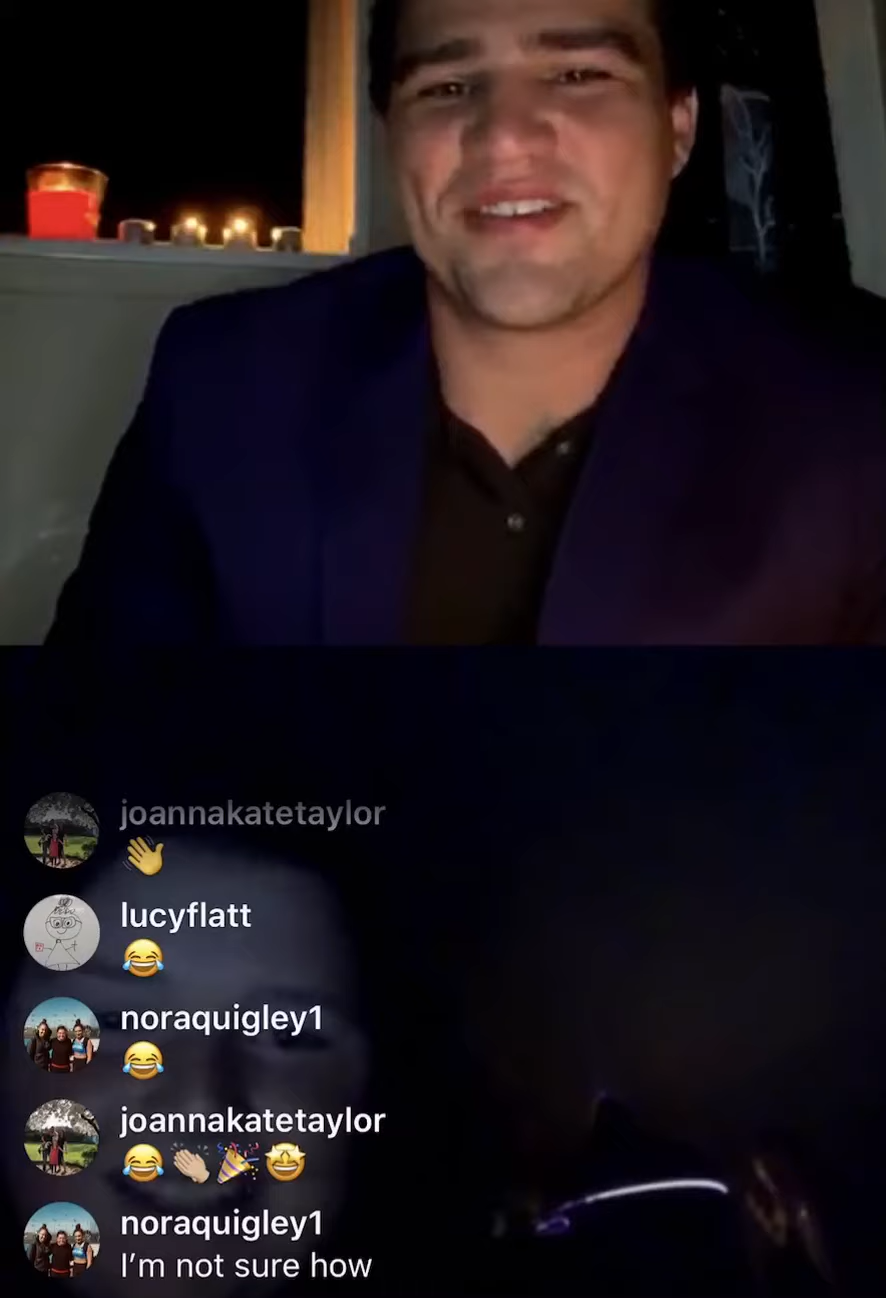 joannakatetaylor
👋
lucyflatt
😂
noraquigley1
😂
joannakatetaylor
😂👏🏼🎉🤩
noraquigley1
I’m not sure how